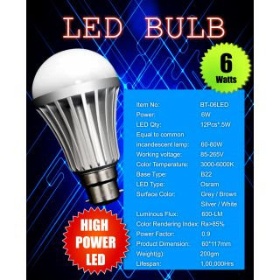 LED BULB
6
Watts
Item No: BT-06LED
Power: 6W
LED Qty: 12Pcs*.5W
Equal to common
incandescent lamp: 60-80W
Working voltage: 85-265V
Color Temperature: 3000-6000K
Base Type B22
LED Type: Osram
Surface Color: Grey / Brown
Silver / White
Luminous Flux: 600-LM
Color Rendering Index: Ra>85%
Power Factor: 0.9
Product Dimension: 60*117mm
Weight(g): 200gm
Lifespan: 1,00,000Hrs
HIGH
POWER
LED